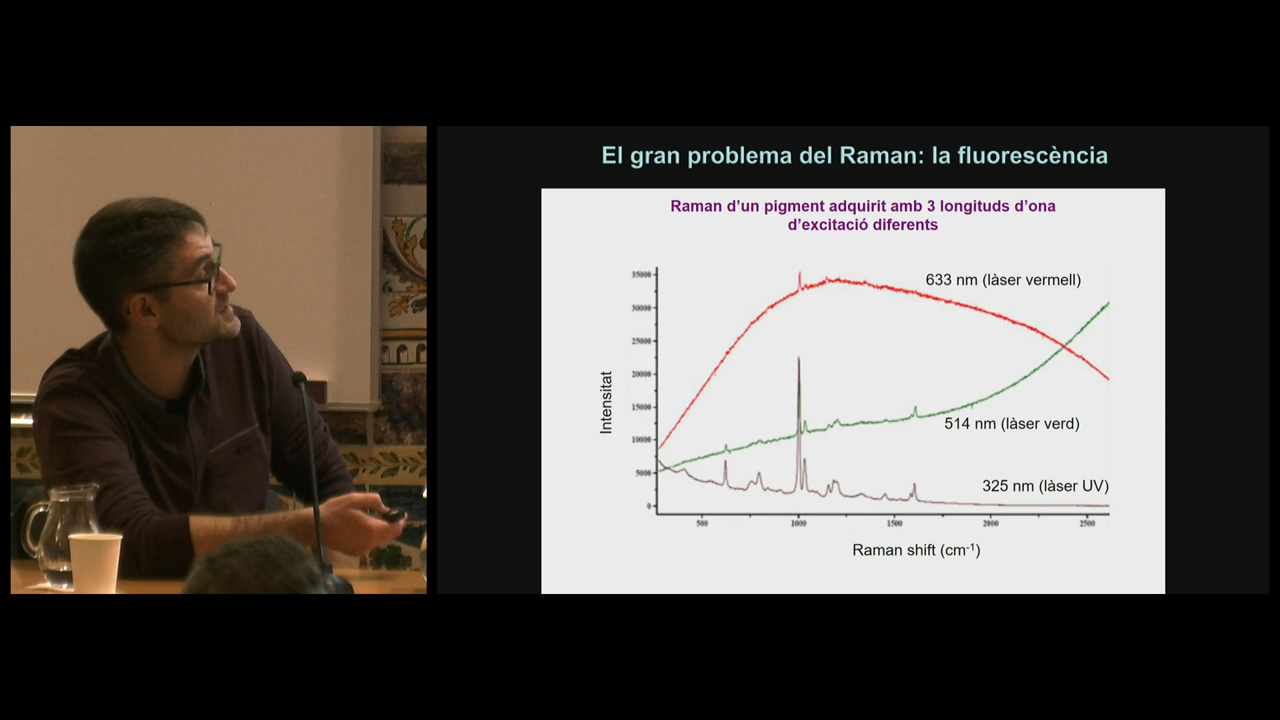 El gran problema del Raman: la fluorescència
Raman d’un pigment adquirit amb 3 longituds d’ona
d’excitació diferents
35000
30000
25000
20000
15000
10000
5000
0
Intensitat
633 nm (làser vermell)
514 nm (làser verd)
325 nm (làser UV)
500
1000
1500
2000
2500
Raman shift (cm⁻¹)